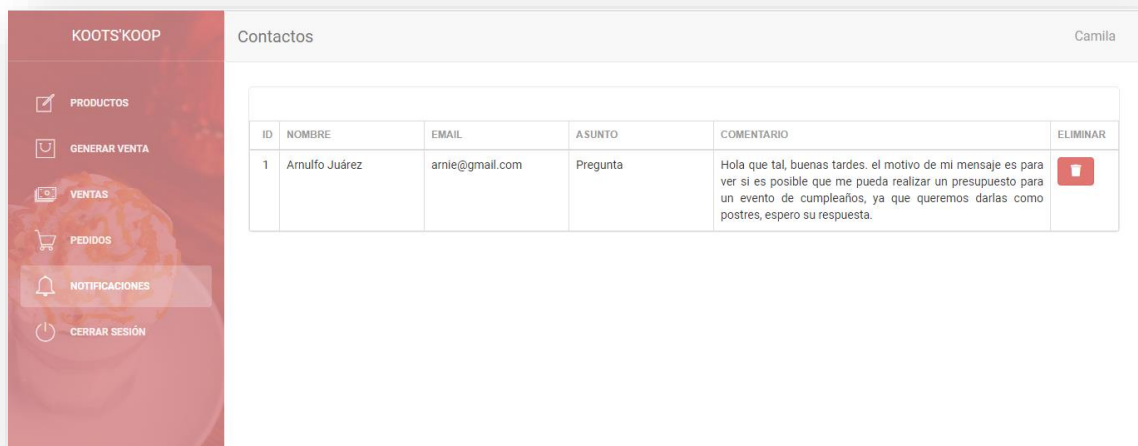 KOOTS'KOOP
Contactos
Camila
PRODUCTOS
GENERAR VENTA
VENTAS
PEDIDOS
NOTIFICACIONES
CERRAR SESIÓN
ID NOMBRE EMAIL ASUNTO COMENTARIO ELIMINAR
1 Arnulfo Juárez arnie@gmail.com Pregunta Hola que tal, buenas tardes. el motivo de mi mensaje es para
ver si es posible que me pueda realizar un presupuesto para
un evento de cumpleaños, ya que queremos darlas como
postres, espero su respuesta.